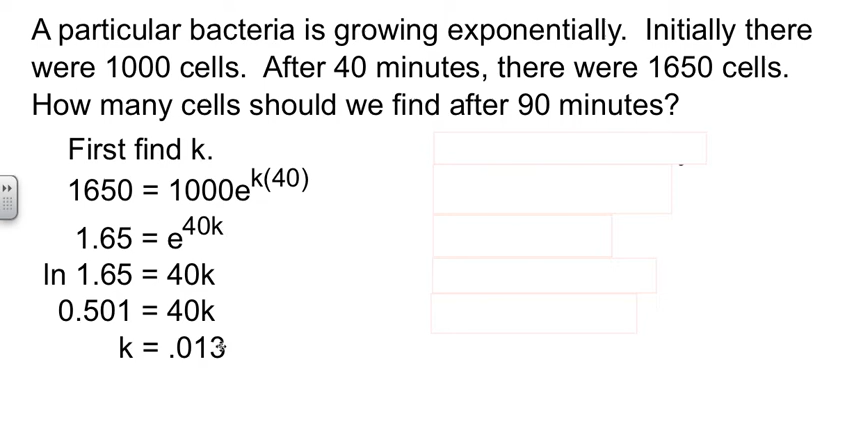 A particular bacteria is growing exponentially. Initially there
were 1000 cells. After 40 minutes, there were 1650 cells.
How many cells should we find after 90 minutes?
First find k.
1650 = 1000e^k(40)
1.65 = e^40k
ln 1.65 = 40k
0.501 = 40k
k = .013